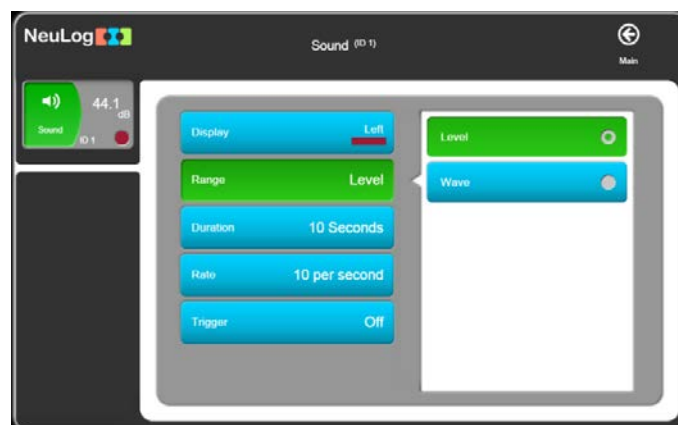 NeuLog
Sound (ID 1)
Main
44.1
dB
Sound
ID 1
Display Left
Range Level
Duration 10 Seconds
Rate 10 per second
Trigger Off
Level
Wave